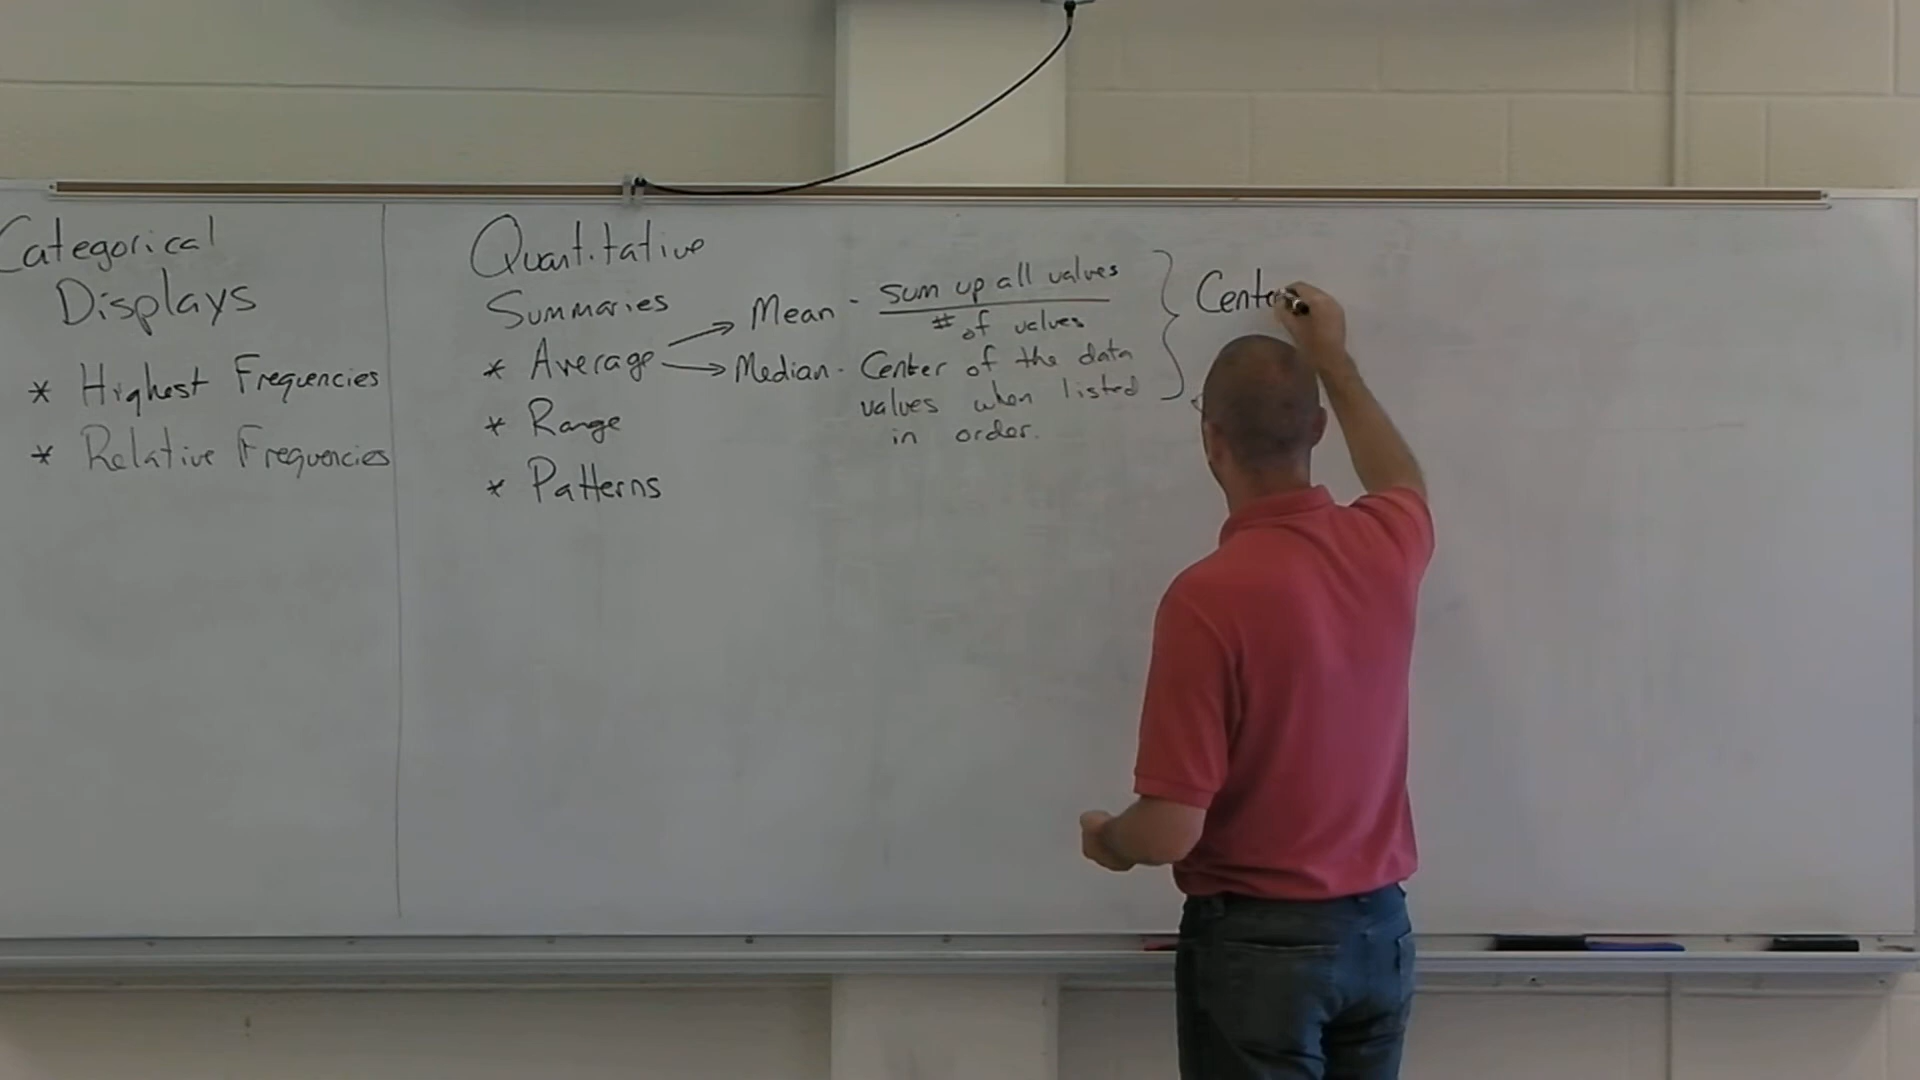 Categorical
Displays
* Highest Frequencies
* Relative Frequencies
Quantitative
Summaries
* Average
* Range
* Patterns
Mean - sum up all values
# of values
Median - Center of the data
values when listed
in order.
Cente